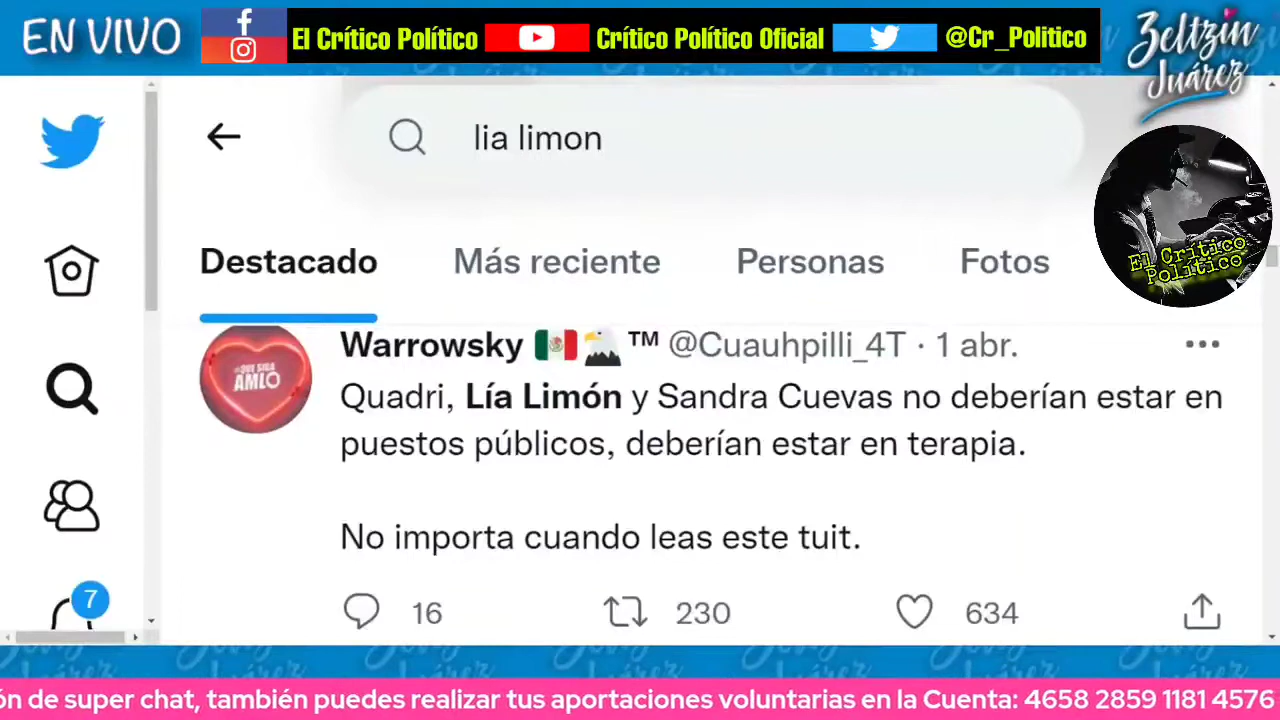 EN VIVO
El Crítico Político
Crítico Político Oficial
@Cr_Politico
Zeltzin
Juárez
lia limon
El Crítico
Político
Destacado
Más reciente
Personas
Fotos
Warrowsky 🇲🇽🦅™ @Cuauhpilli_4T · 1 abr.
QUE SIGA
AMLO
Quadri, Lía Limón y Sandra Cuevas no deberían estar en
puestos públicos, deberían estar en terapia.
No importa cuando leas este tuit.
7
16
230
634
ón de super chat, también puedes realizar tus aportaciones voluntarias en la Cuenta: 4658 2859 1181 4576